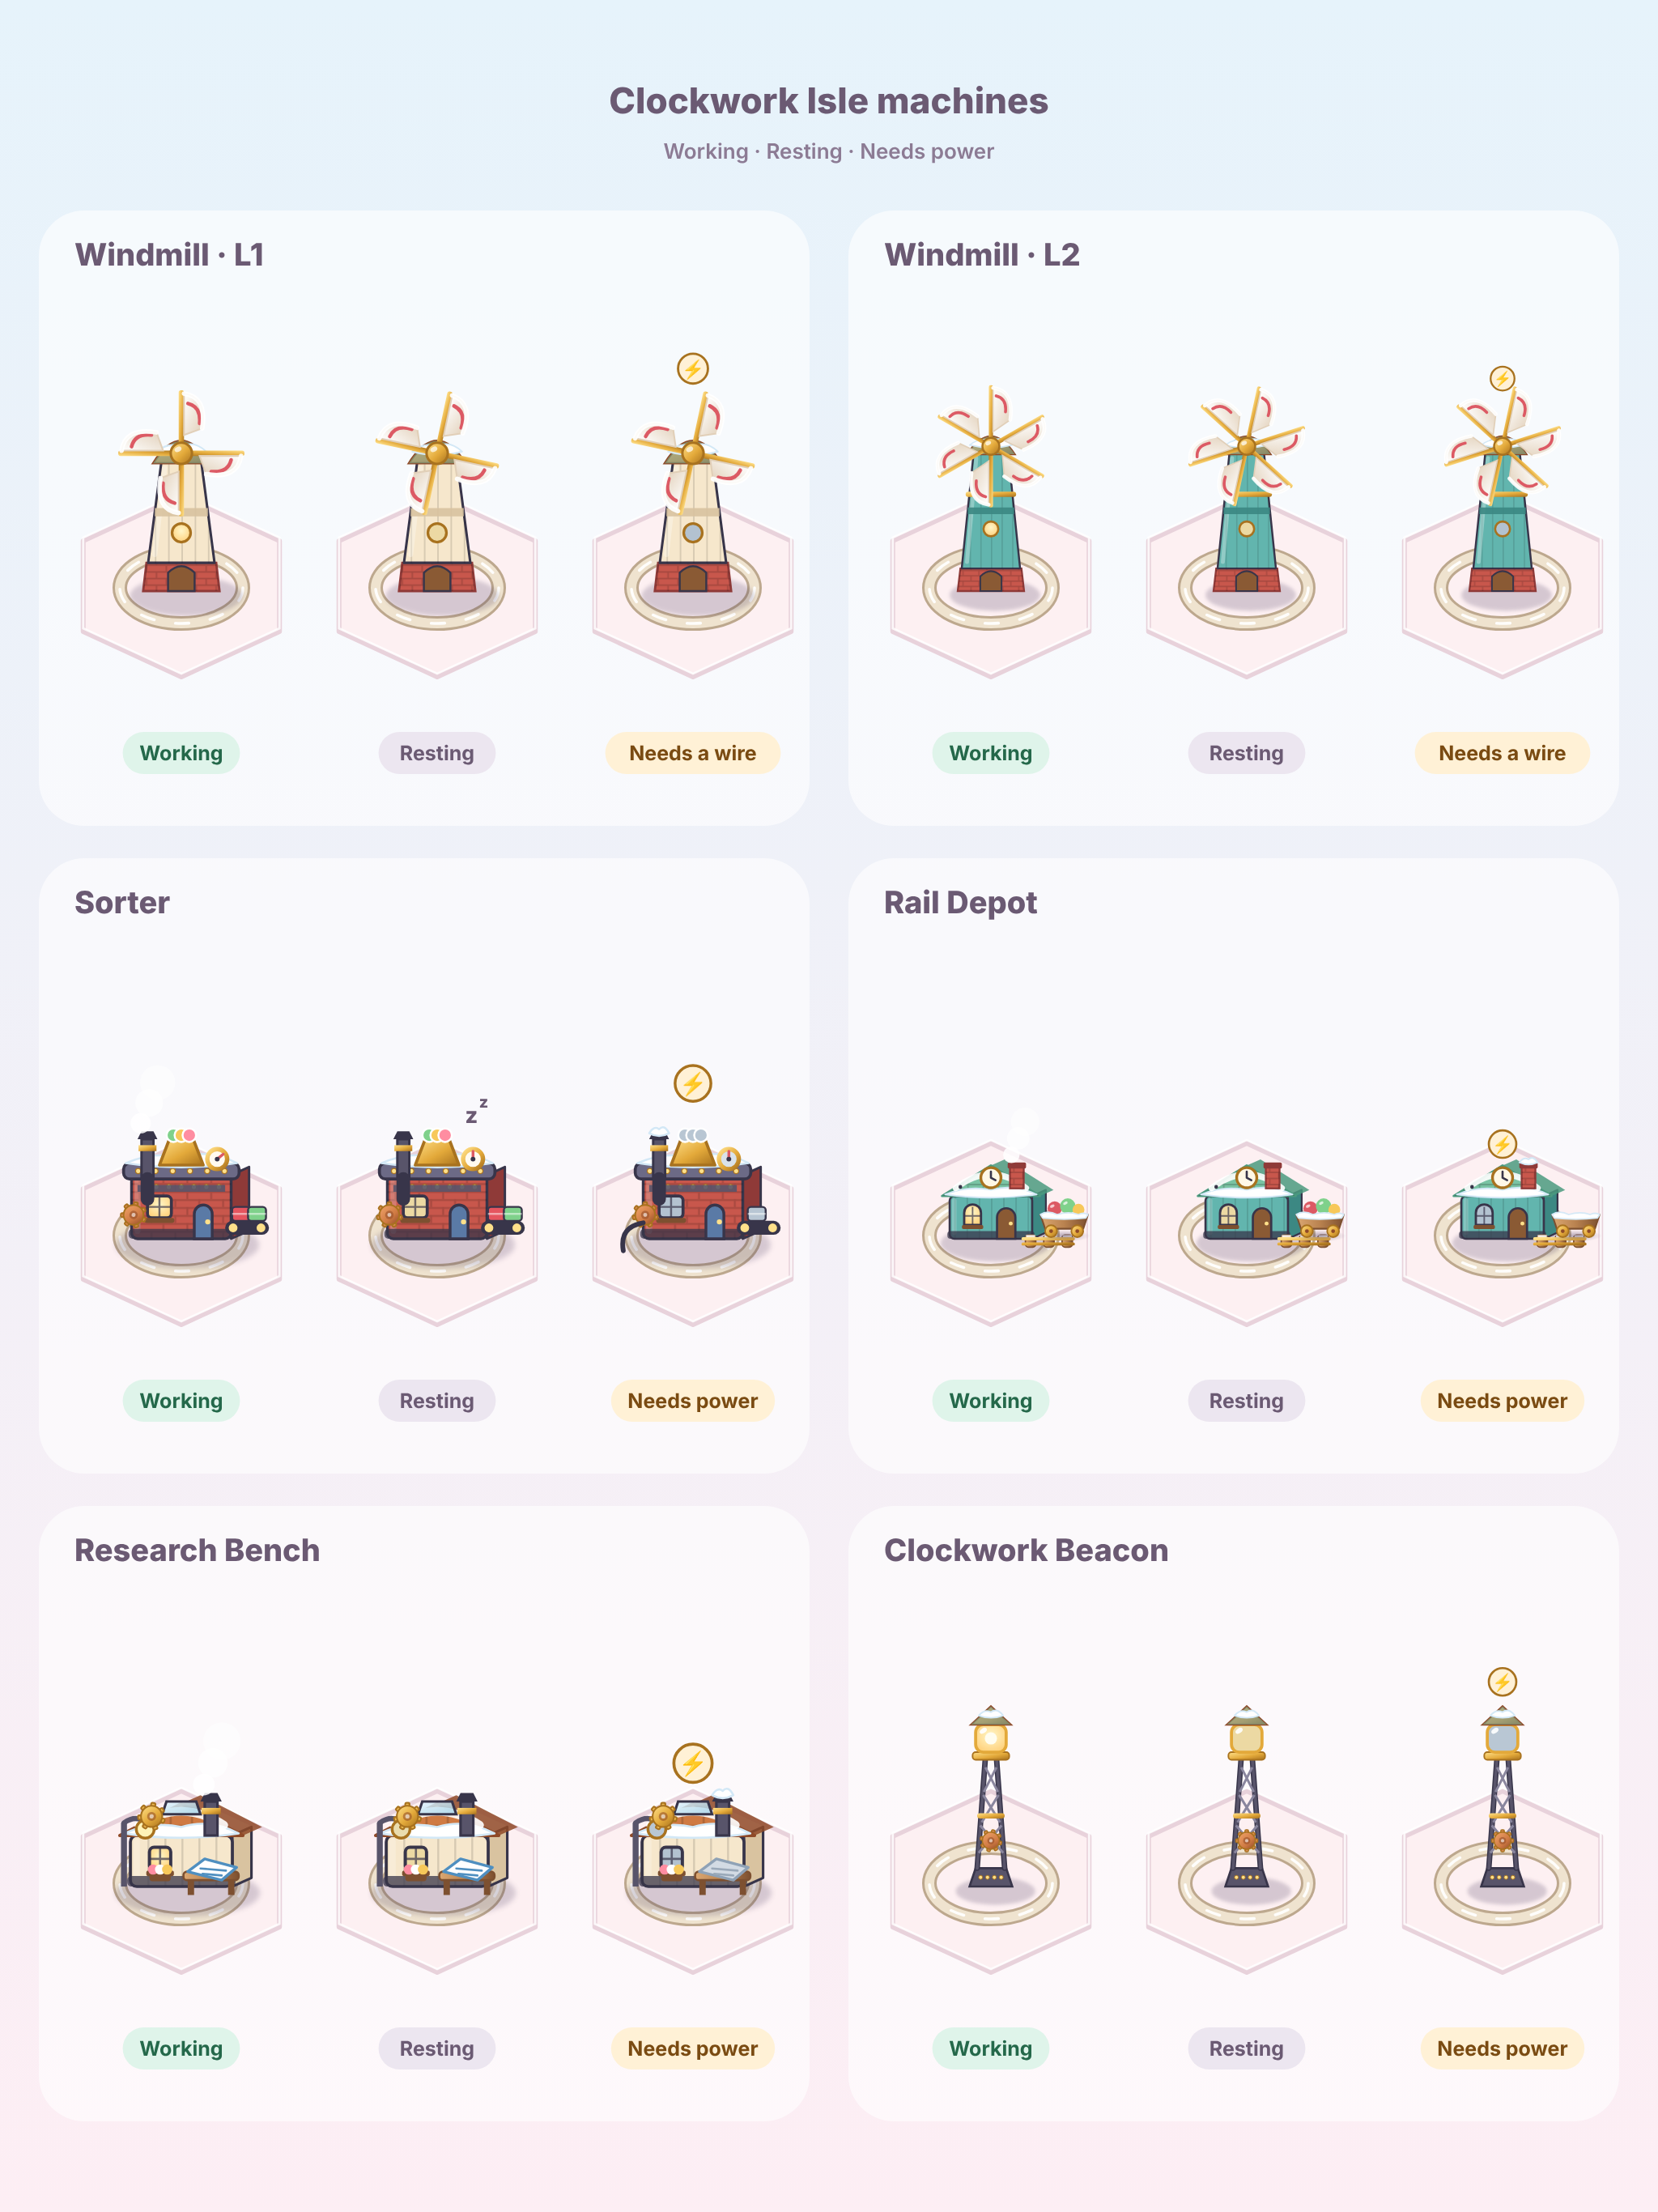 Clockwork Isle machines
Working · Resting · Needs power
Windmill · L1
Working
Resting
Needs a wire
Windmill · L2
Working
Resting
Needs a wire
Sorter
z z
Working
Resting
Needs power
Rail Depot
Working
Resting
Needs power
Research Bench
Working
Resting
Needs power
Clockwork Beacon
Working
Resting
Needs power